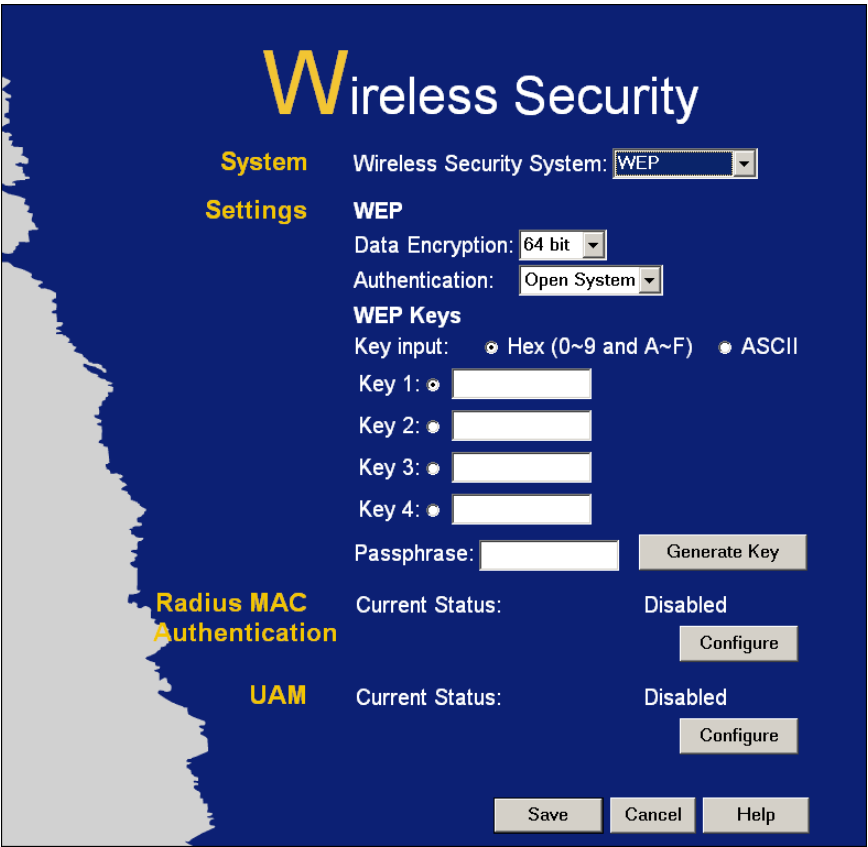 Wireless Security
System Wireless Security System: WEP
Settings WEP
Data Encryption: 64 bit
Authentication: Open System
WEP Keys
Key input: Hex (0~9 and A~F) ASCII
Key 1:
Key 2:
Key 3:
Key 4:
Passphrase: Generate Key
Radius MAC Current Status: Disabled
Authentication
Configure
UAM Current Status: Disabled
Configure
Save Cancel Help